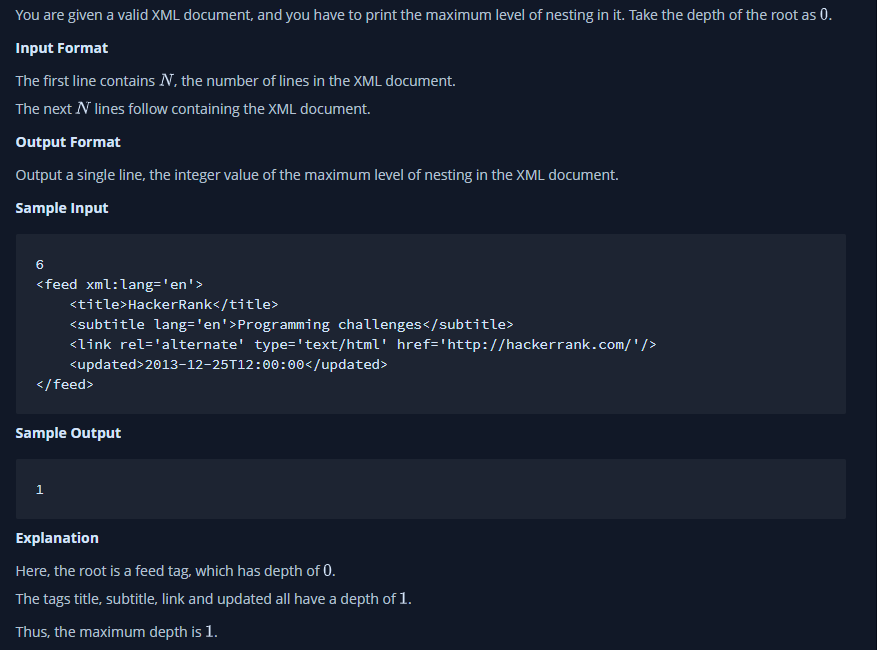 You are given a valid XML document, and you have to print the maximum level of nesting in it. Take the depth of the root as 0.
Input Format
The first line contains N, the number of lines in the XML document.
The next N lines follow containing the XML document.
Output Format
Output a single line, the integer value of the maximum level of nesting in the XML document.
Sample Input
6
<feed xml:lang='en'>
    <title>HackerRank</title>
    <subtitle lang='en'>Programming challenges</subtitle>
    <link rel='alternate' type='text/html' href='http://hackerrank.com/'/>
    <updated>2013-12-25T12:00:00</updated>
</feed>
Sample Output
1
Explanation
Here, the root is a feed tag, which has depth of 0.
The tags title, subtitle, link and updated all have a depth of 1.
Thus, the maximum depth is 1.